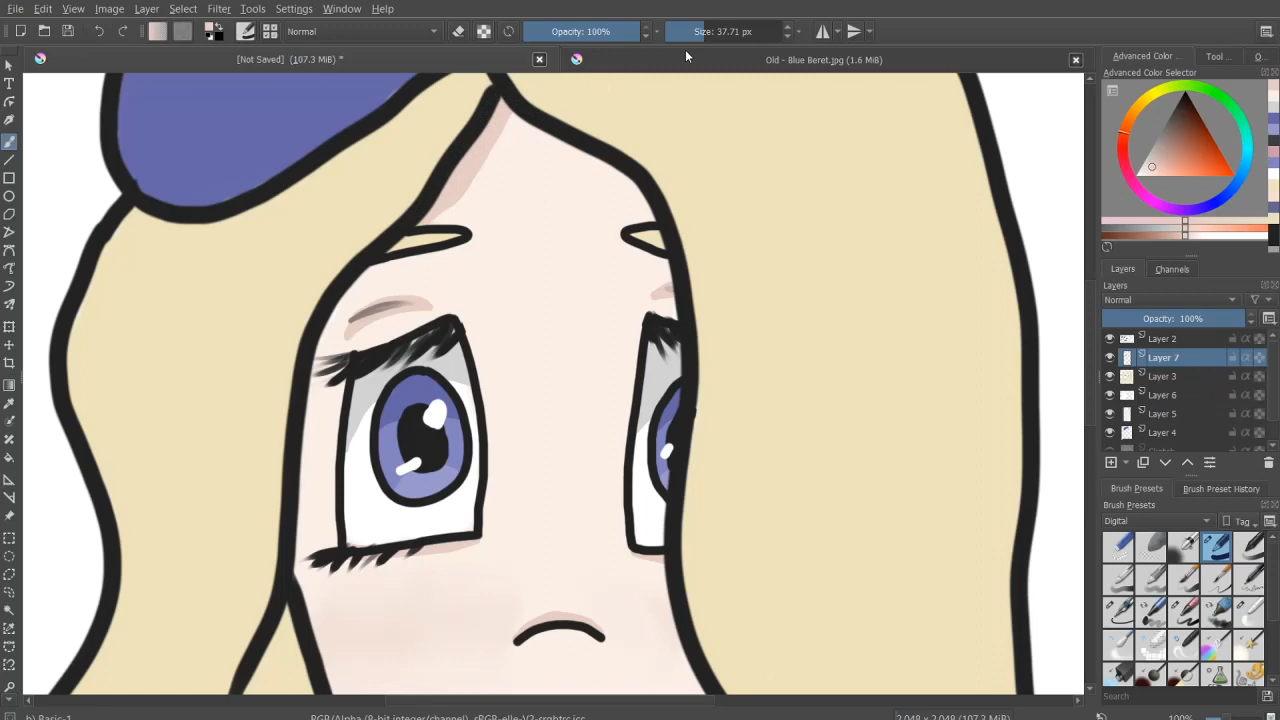 File Edit View Image Layer Select Filter Tools Settings Window Help
Normal Opacity: 100% Size: 37.71 px
[Not Saved] (107.3 MiB) * Old - Blue Beret.jpg (1.6 MiB)
Advanced Color ... Tool ... O...
Advanced Color Selector
Layers Channels
Layers
Normal
Opacity: 100%
Layer 2
Layer 7
Layer 3
Layer 6
Layer 5
Layer 4
Brush Presets Brush Preset History
Brush Presets
Digital Tag
Search
b) Basic-1 RGB/Alpha (8-bit integer/channel) sRGB-elle-V2-srgbtrc.icc 2,048 x 2,048 (107.3 MiB) 100%